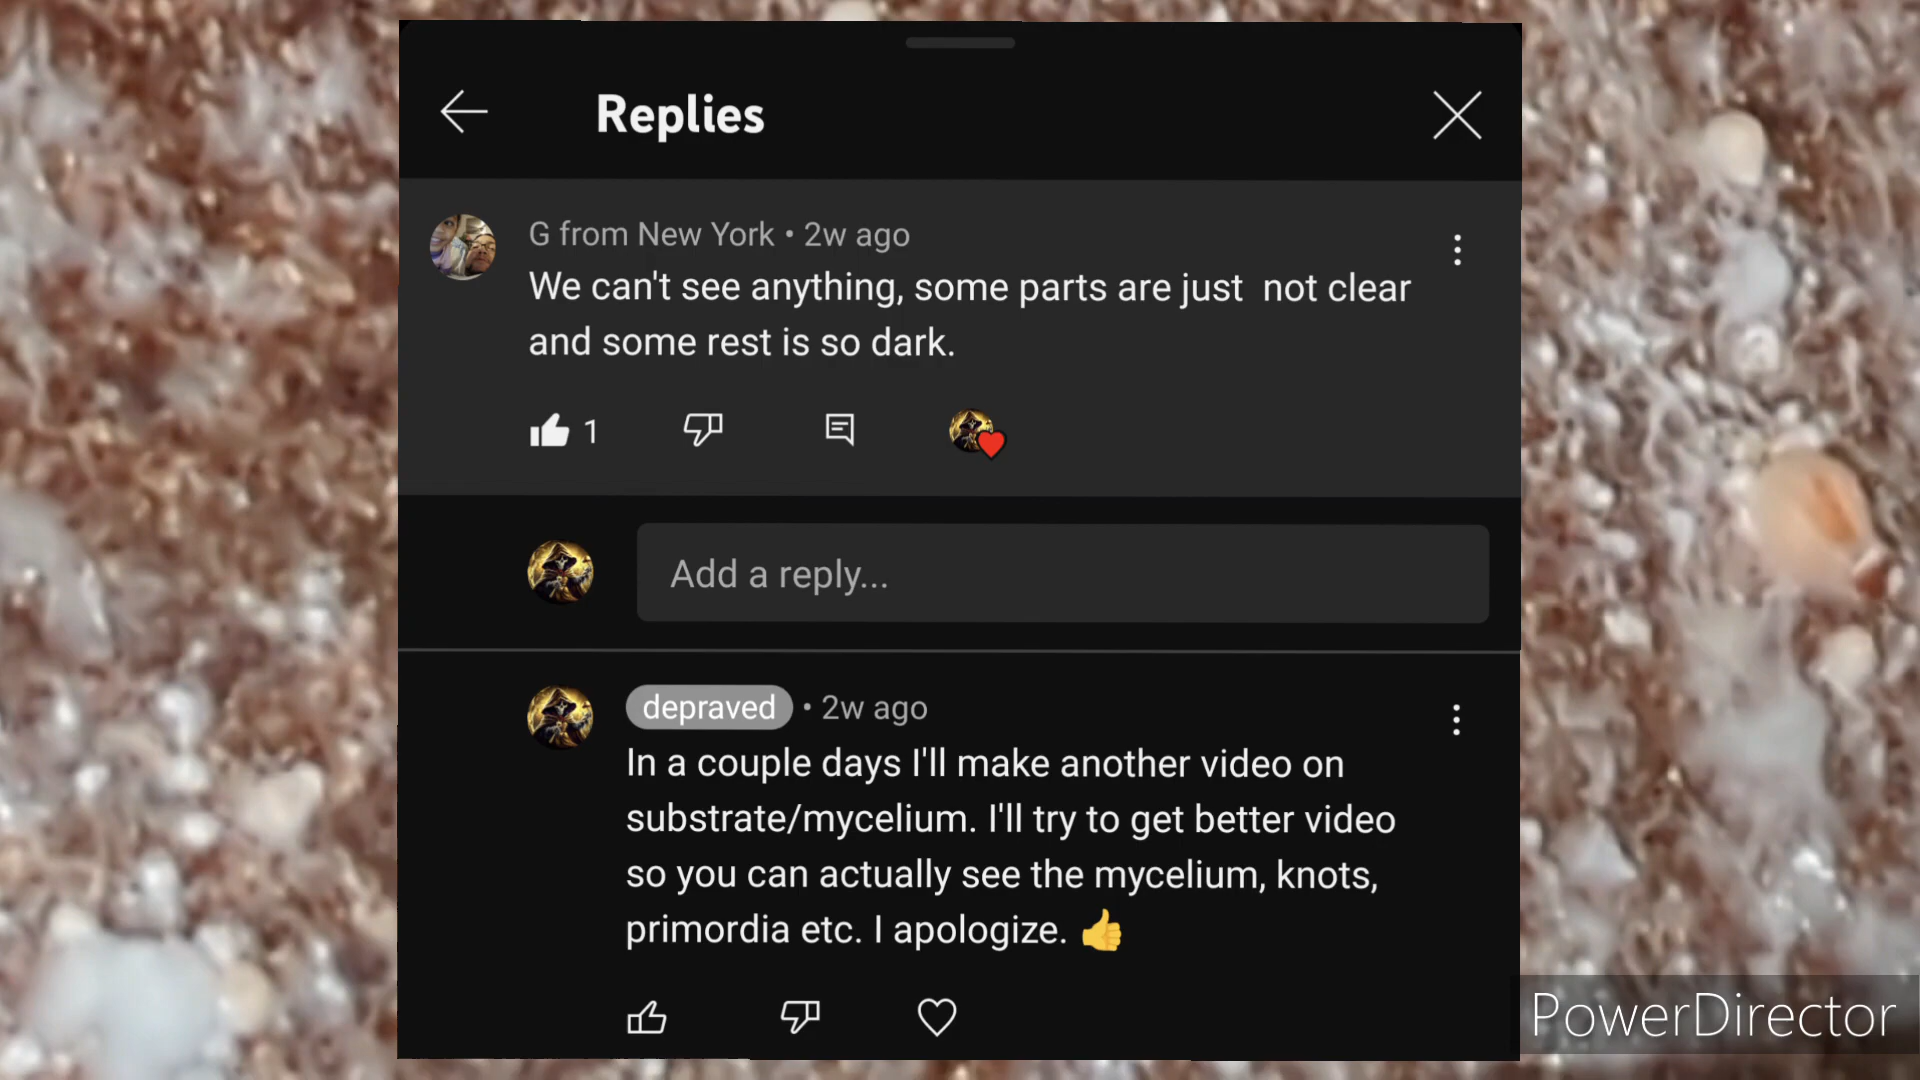 Replies
G from New York • 2w ago
We can't see anything, some parts are just  not clear
and some rest is so dark.
1
Add a reply...
depraved • 2w ago
In a couple days I'll make another video on
substrate/mycelium. I'll try to get better video
so you can actually see the mycelium, knots,
primordia etc. I apologize. 👍
PowerDirector